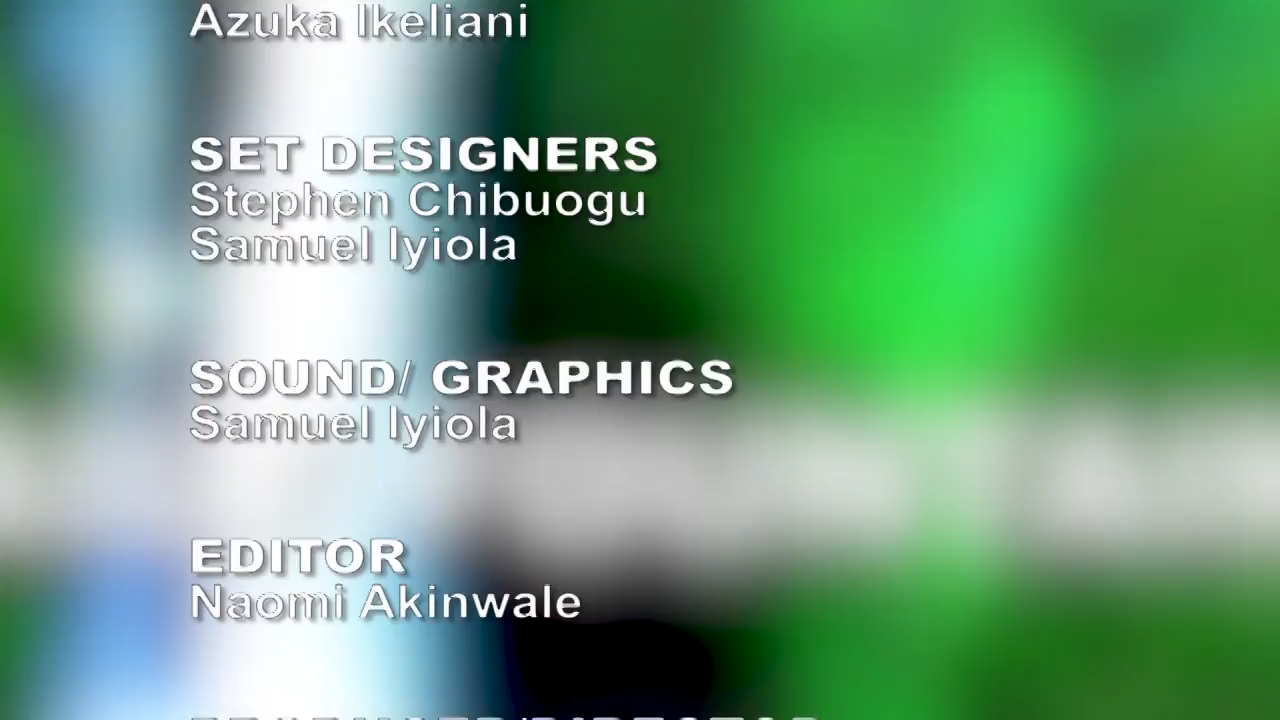 Azuka Ikeliani
SET DESIGNERS
Stephen Chibuogu
Samuel Iyiola
SOUND/ GRAPHICS
Samuel Iyiola
EDITOR
Naomi Akinwale